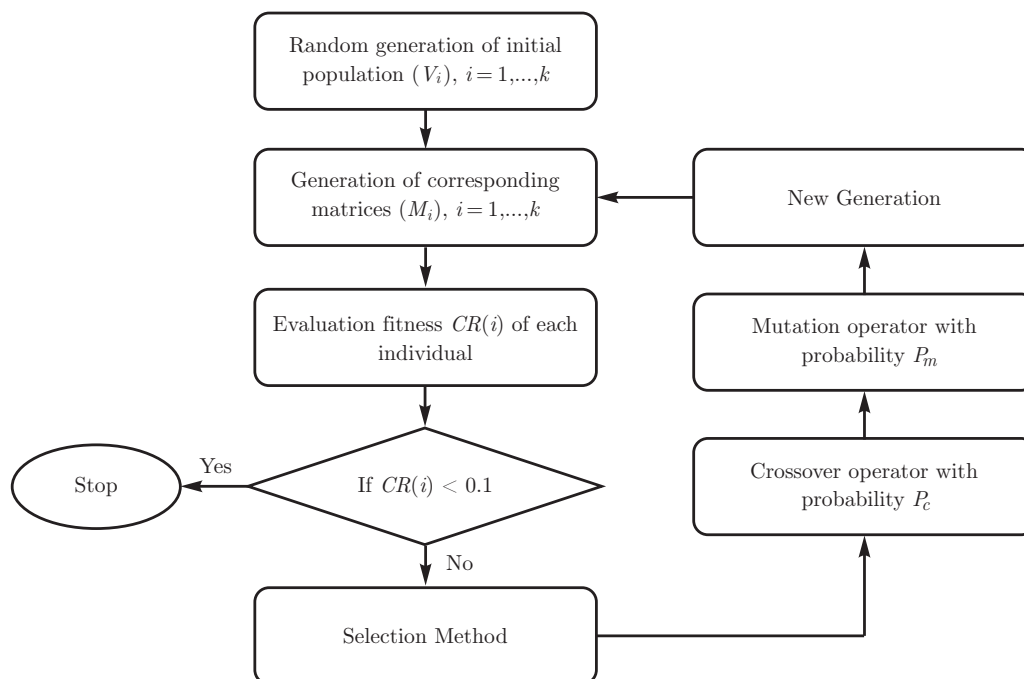 Random generation of initial
population (V_i), i = 1,...,k
Generation of corresponding
matrices (M_i), i = 1,...,k
New Generation
Evaluation fitness CR(i) of each
individual
Mutation operator with
probability P_m
Yes
Stop
If CR(i) < 0.1
Crossover operator with
probability P_c
No
Selection Method